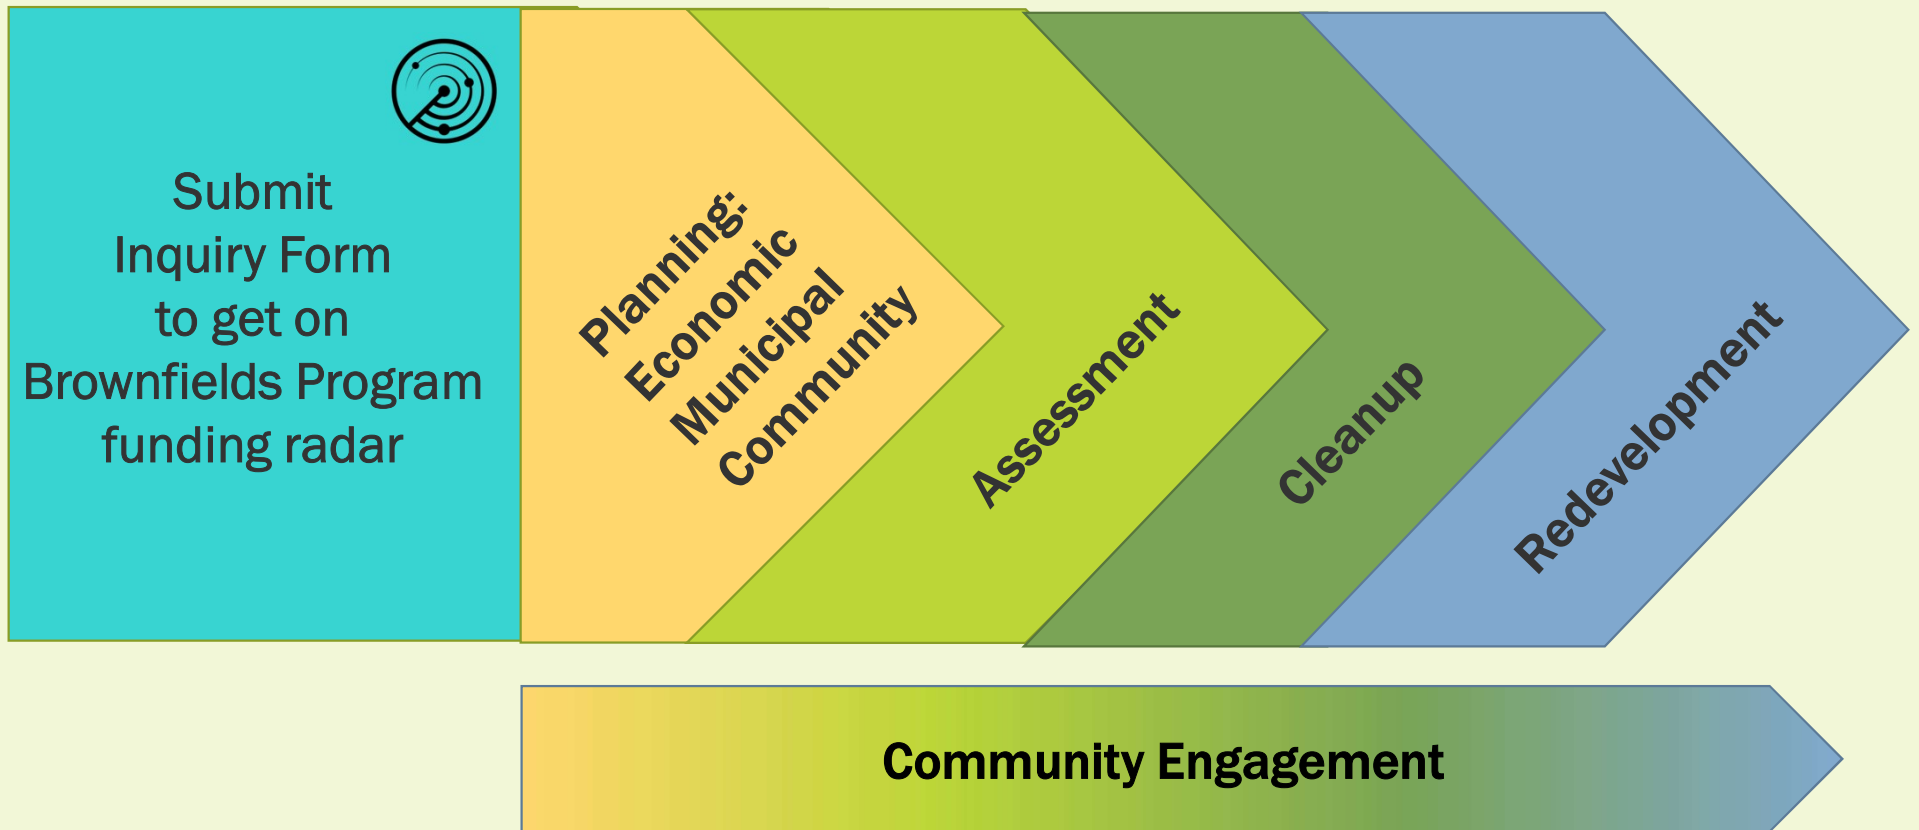 Submit
Inquiry Form
to get on
Brownfields Program
funding radar
Planning:
Economic
Municipal
Community
Assessment
Cleanup
Redevelopment
Community Engagement